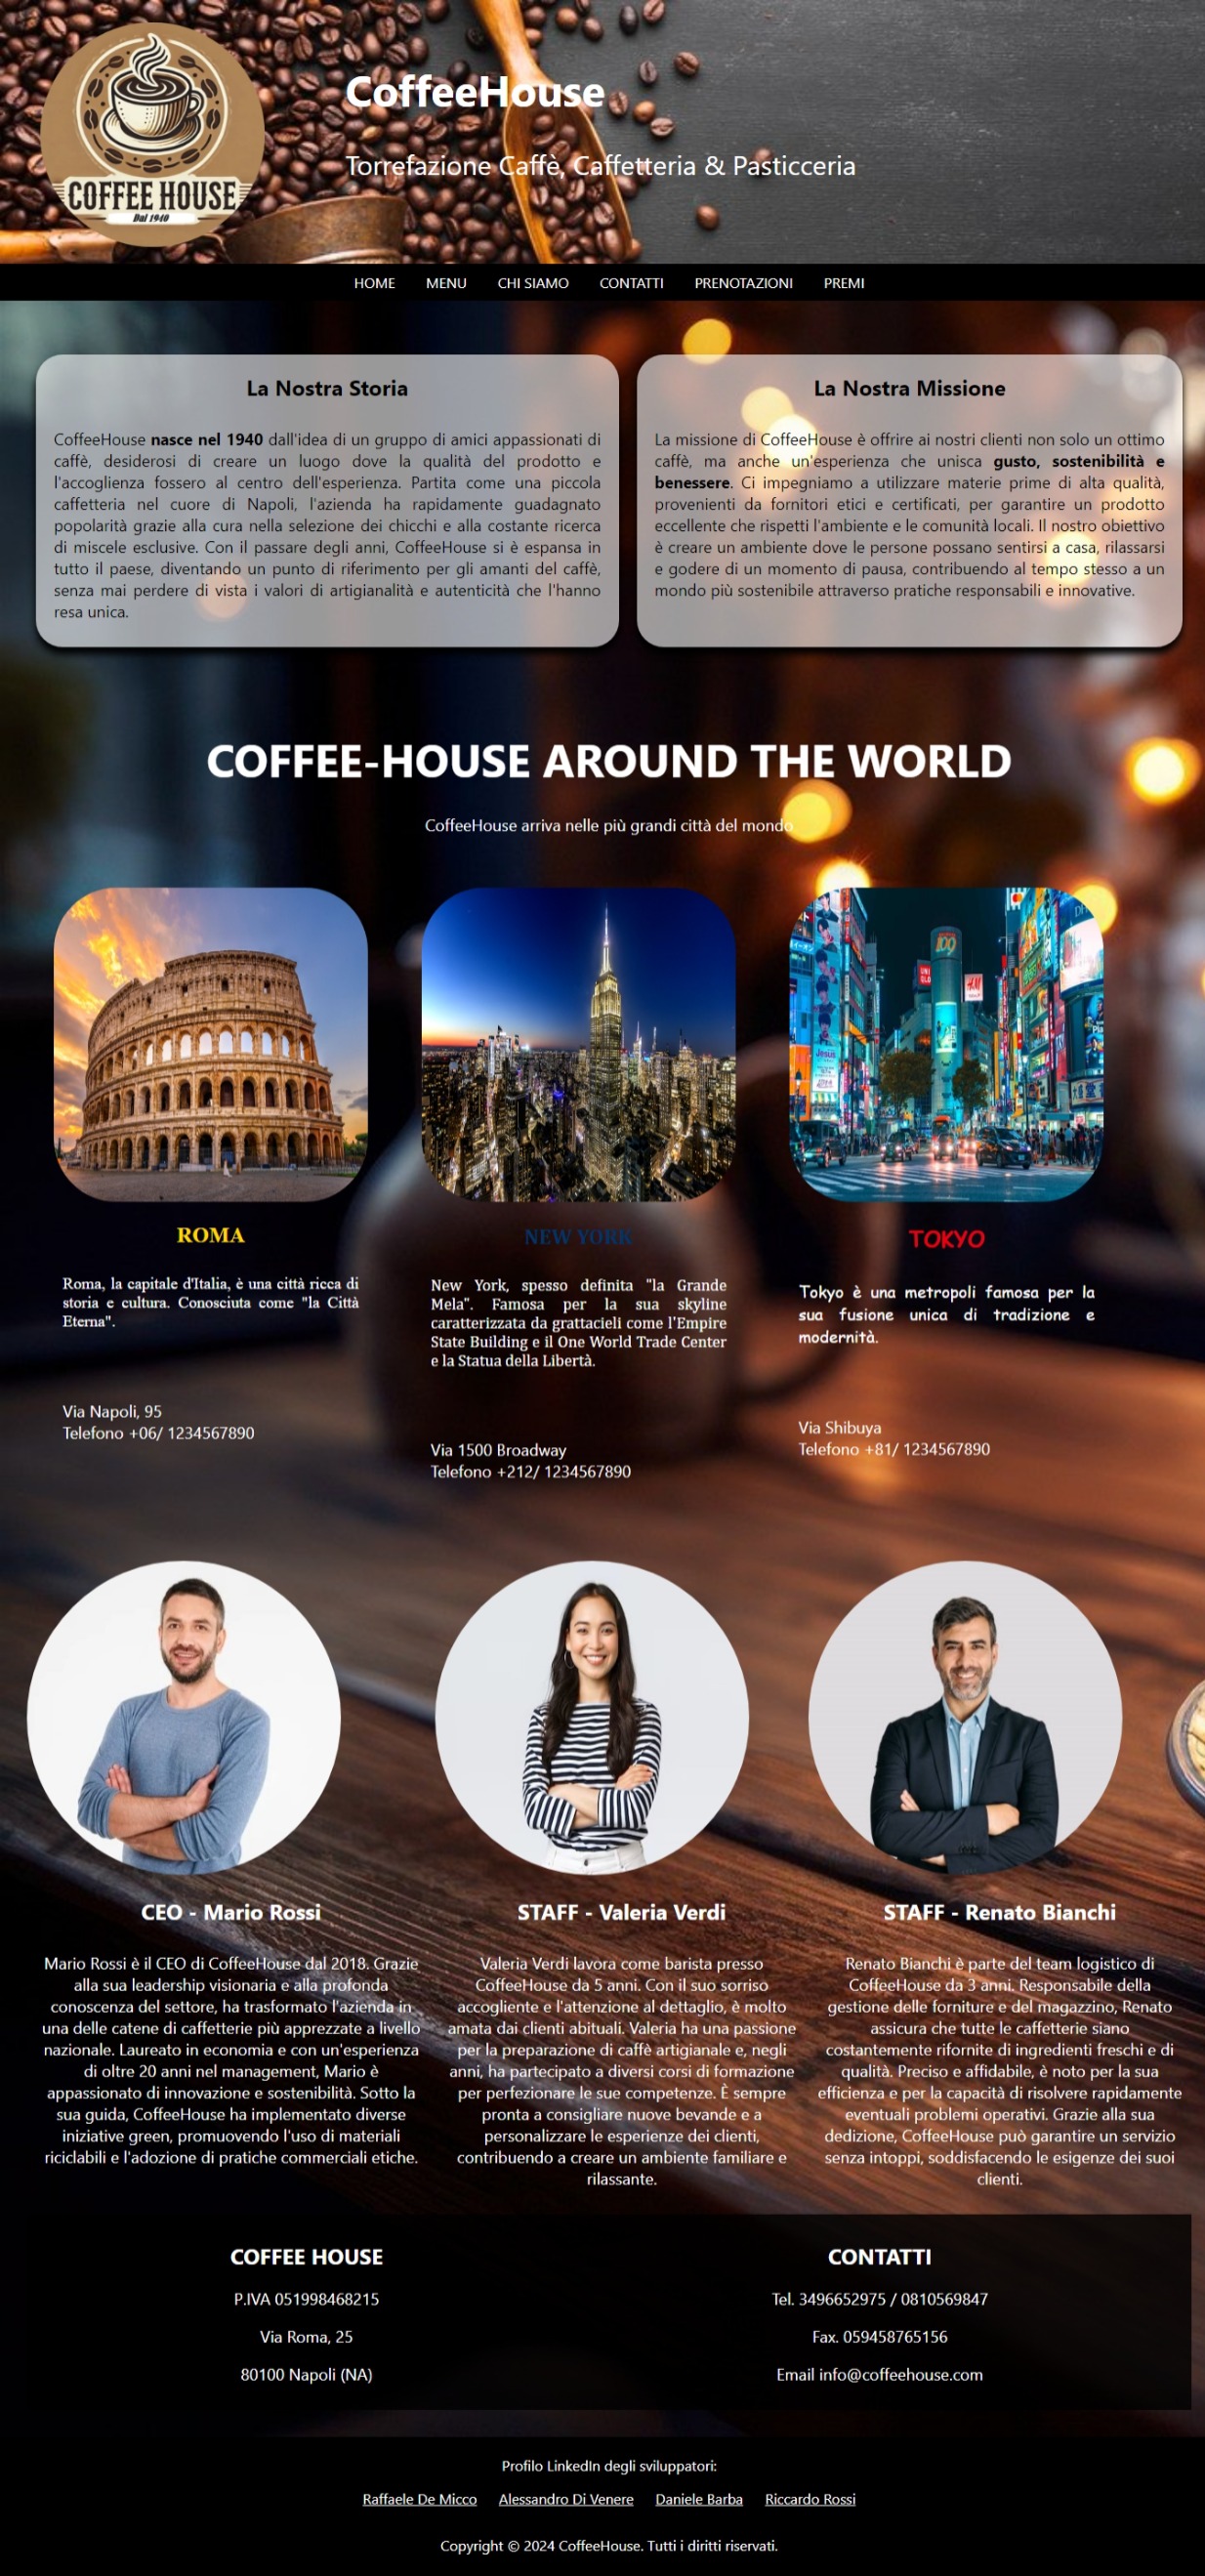 COFFEE HOUSE
Dal 1940
CoffeeHouse
Torrefazione Caffè, Caffetteria & Pasticceria
HOME MENU CHI SIAMO CONTATTI PRENOTAZIONI PREMI
La Nostra Storia
CoffeeHouse nasce nel 1940 dall'idea di un gruppo di amici appassionati di
caffè, desiderosi di creare un luogo dove la qualità del prodotto e
l'accoglienza fossero al centro dell'esperienza. Partita come una piccola
caffetteria nel cuore di Napoli, l'azienda ha rapidamente guadagnato
popolarità grazie alla cura nella selezione dei chicchi e alla costante ricerca
di miscele esclusive. Con il passare degli anni, CoffeeHouse si è espansa in
tutto il paese, diventando un punto di riferimento per gli amanti del caffè,
senza mai perdere di vista i valori di artigianalità e autenticità che l'hanno
resa unica.
La Nostra Missione
La missione di CoffeeHouse è offrire ai nostri clienti non solo un ottimo
caffè, ma anche un'esperienza che unisca gusto, sostenibilità e
benessere. Ci impegniamo a utilizzare materie prime di alta qualità,
provenienti da fornitori etici e certificati, per garantire un prodotto
eccellente che rispetti l'ambiente e le comunità locali. Il nostro obiettivo
è creare un ambiente dove le persone possano sentirsi a casa, rilassarsi
e godere di un momento di pausa, contribuendo al tempo stesso a un
mondo più sostenibile attraverso pratiche responsabili e innovative.
COFFEE-HOUSE AROUND THE WORLD
CoffeeHouse arriva nelle più grandi città del mondo
109
H&M
Jesus
ROMA
Roma, la capitale d'Italia, è una città ricca di
storia e cultura. Conosciuta come "la Città
Eterna".
Via Napoli, 95
Telefono +06/ 1234567890
NEW YORK
New York, spesso definita "la Grande
Mela". Famosa per la sua skyline
caratterizzata da grattacieli come l'Empire
State Building e il One World Trade Center
e la Statua della Libertà.
Via 1500 Broadway
Telefono +212/ 1234567890
TOKYO
Tokyo è una metropoli famosa per la
sua fusione unica di tradizione e
modernità.
Via Shibuya
Telefono +81/ 1234567890
CEO - Mario Rossi
Mario Rossi è il CEO di CoffeeHouse dal 2018. Grazie
alla sua leadership visionaria e alla profonda
conoscenza del settore, ha trasformato l'azienda in
una delle catene di caffetterie più apprezzate a livello
nazionale. Laureato in economia e con un'esperienza
di oltre 20 anni nel management, Mario è
appassionato di innovazione e sostenibilità. Sotto la
sua guida, CoffeeHouse ha implementato diverse
iniziative green, promuovendo l'uso di materiali
riciclabili e l'adozione di pratiche commerciali etiche.
STAFF - Valeria Verdi
Valeria Verdi lavora come barista presso
CoffeeHouse da 5 anni. Con il suo sorriso
accogliente e l'attenzione al dettaglio, è molto
amata dai clienti abituali. Valeria ha una passione
per la preparazione di caffè artigianale e, negli
anni, ha partecipato a diversi corsi di formazione
per perfezionare le sue competenze. È sempre
pronta a consigliare nuove bevande e a
personalizzare le esperienze dei clienti,
contribuendo a creare un ambiente familiare e
rilassante.
STAFF - Renato Bianchi
Renato Bianchi è parte del team logistico di
CoffeeHouse da 3 anni. Responsabile della
gestione delle forniture e del magazzino, Renato
assicura che tutte le caffetterie siano
costantemente rifornite di ingredienti freschi e di
qualità. Preciso e affidabile, è noto per la sua
efficienza e per la capacità di risolvere rapidamente
eventuali problemi operativi. Grazie alla sua
dedizione, CoffeeHouse può garantire un servizio
senza intoppi, soddisfacendo le esigenze dei suoi
clienti.
COFFEE HOUSE
P.IVA 051998468215
Via Roma, 25
80100 Napoli (NA)
CONTATTI
Tel. 3496652975 / 0810569847
Fax. 059458765156
Email info@coffeehouse.com
Profilo LinkedIn degli sviluppatori:
Raffaele De Micco Alessandro Di Venere Daniele Barba Riccardo Rossi
Copyright © 2024 CoffeeHouse. Tutti i diritti riservati.